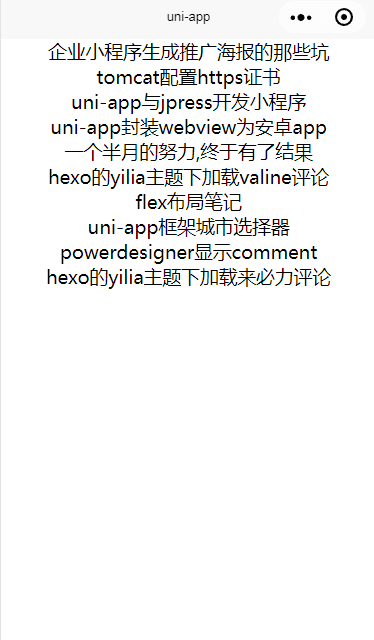 uni-app
企业小程序生成推广海报的那些坑
tomcat配置https证书
uni-app与jpress开发小程序
uni-app封装webview为安卓app
一个半月的努力,终于有了结果
hexo的yilia主题下加载valine评论
flex布局笔记
uni-app框架城市选择器
powerdesigner显示comment
hexo的yilia主题下加载来必力评论